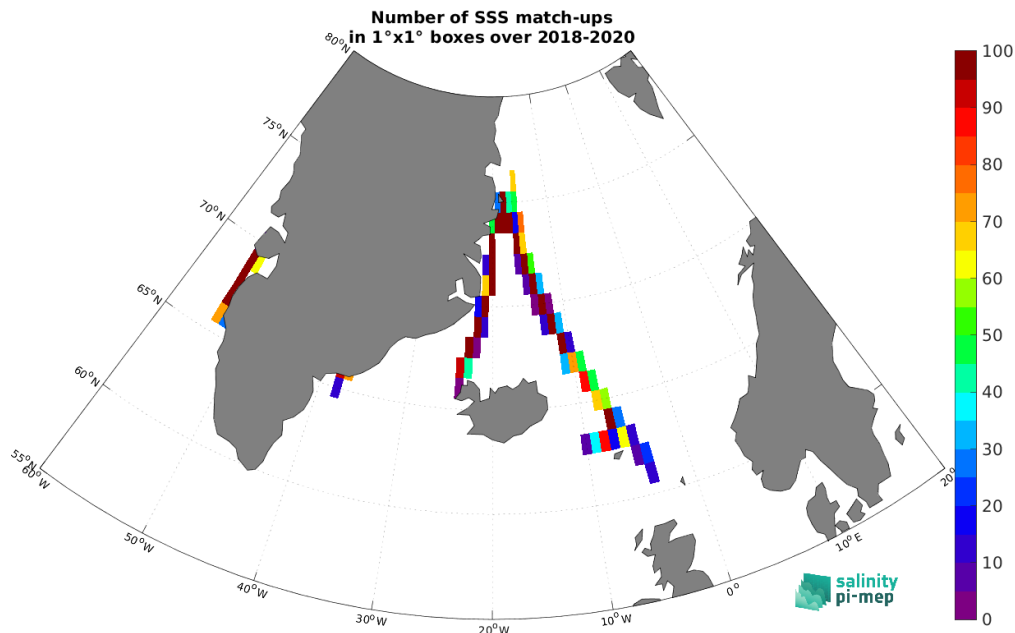 Number of SSS match-ups
in 1°x1° boxes over 2018-2020
80°N
75°N
70°N
65°N
60°N
55°N
60°W
50°W
40°W
30°W
20°W
10°W
0°
10°E
20°
100
90
80
70
60
50
40
30
20
10
0
salinity
pi-mep